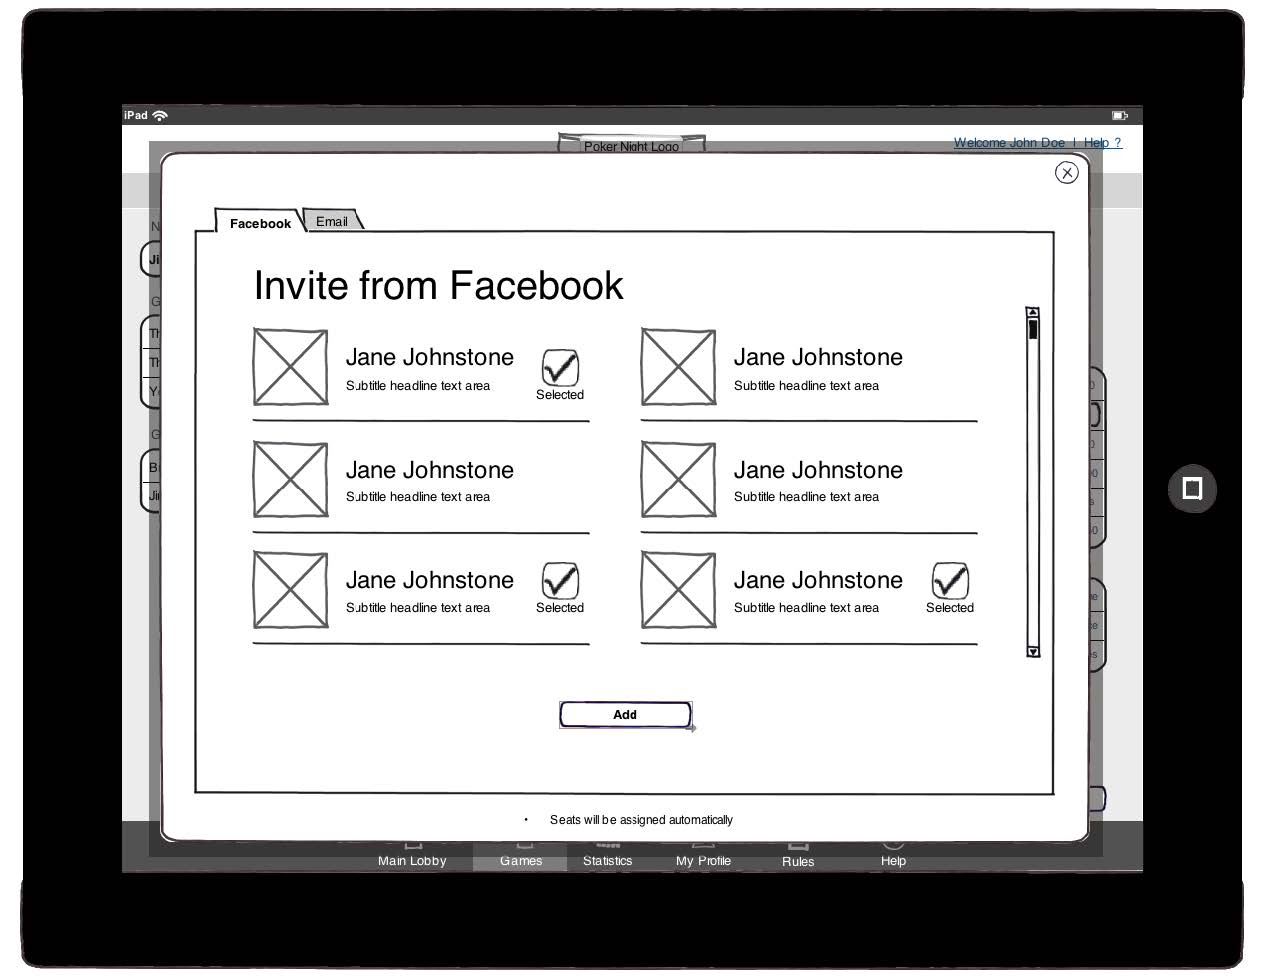 iPad
Poker Night Logo
Welcome John Doe | Help ?
Facebook
Email
Invite from Facebook
Jane Johnstone
Subtitle headline text area
Selected
Jane Johnstone
Subtitle headline text area
Jane Johnstone
Subtitle headline text area
Jane Johnstone
Subtitle headline text area
Jane Johnstone
Subtitle headline text area
Selected
Jane Johnstone
Subtitle headline text area
Selected
Add
• Seats will be assigned automatically
Main Lobby
Games
Statistics
My Profile
Rules
Help